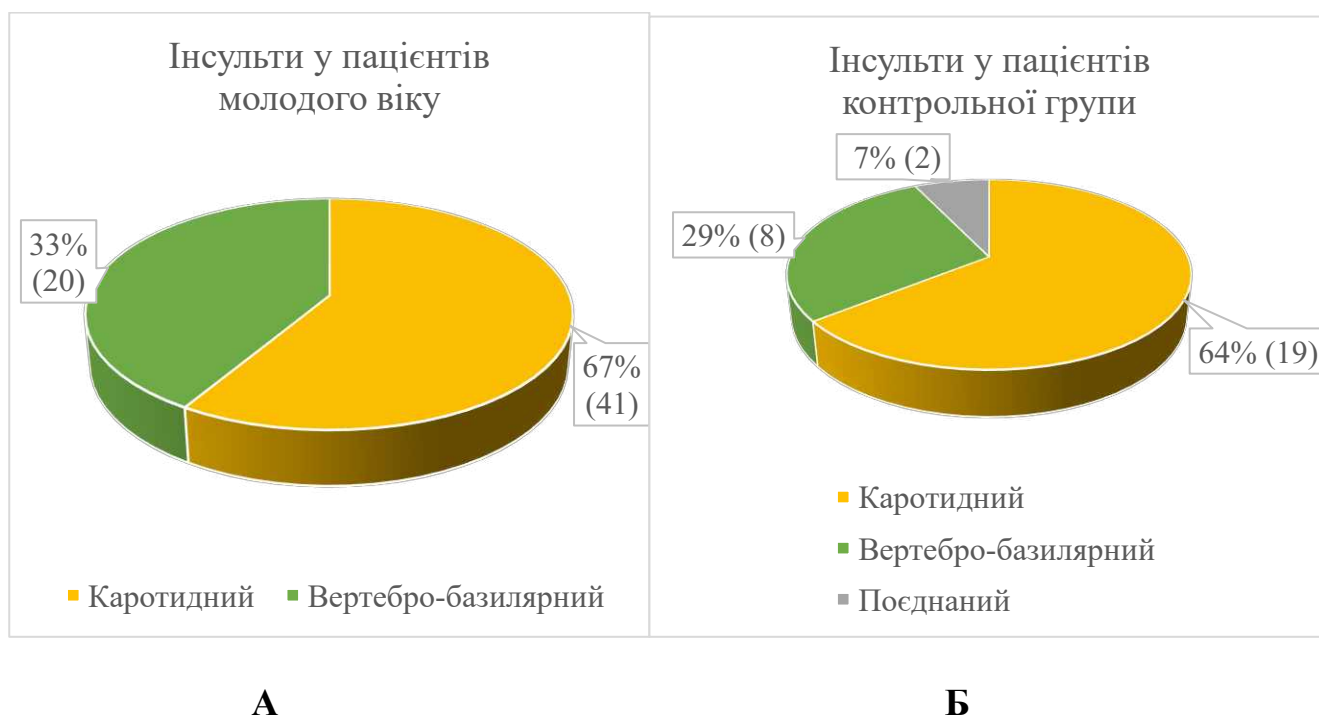 Інсульти у пацієнтів
молодого віку
33%
(20)
67%
(41)
Каротидний
Вертебро-базилярний
Інсульти у пацієнтів
контрольної групи
7% (2)
29% (8)
64% (19)
Каротидний
Вертебро-базилярний
Поєднаний
А
Б